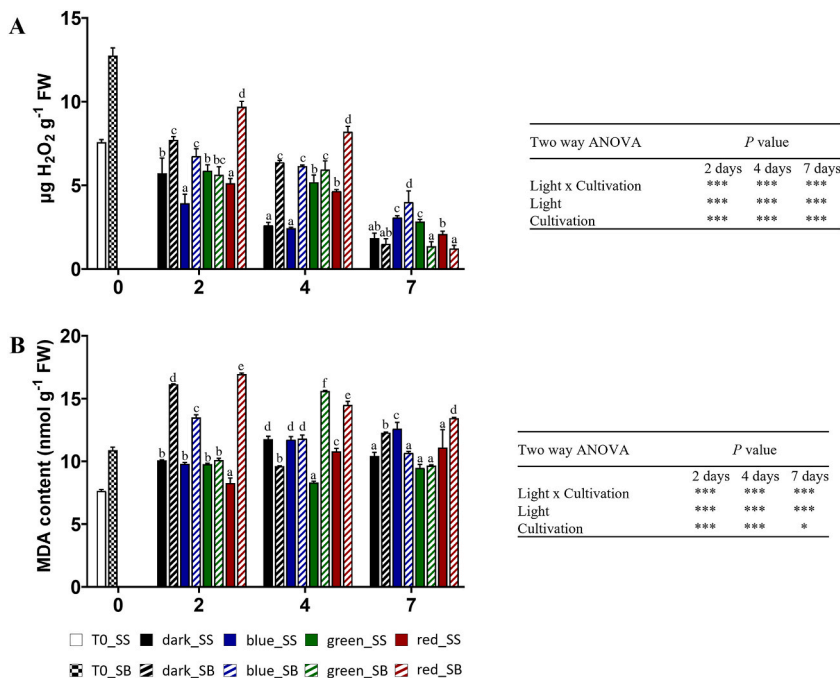 A
µg H₂O₂ g⁻¹ FW
15
10
5
0
b
c
a
c
b
bc
a
d
a
c
a
c
b
c
b
d
ab
ab
c
d
c
a
b
a
0
2
4
7
Two way ANOVA P value
2 days 4 days 7 days
Light x Cultivation *** *** ***
Light *** *** ***
Cultivation *** *** ***
B
MDA content (nmol g⁻¹ FW)
20
15
10
5
0
b
d
b
c
b
b
a
e
d
b
d
d
a
f
c
e
a
b
c
a
a
a
a
d
0
2
4
7
Two way ANOVA P value
2 days 4 days 7 days
Light x Cultivation *** *** ***
Light *** *** ***
Cultivation *** *** *
T0_SS dark_SS blue_SS green_SS red_SS
T0_SB dark_SB blue_SB green_SB red_SB